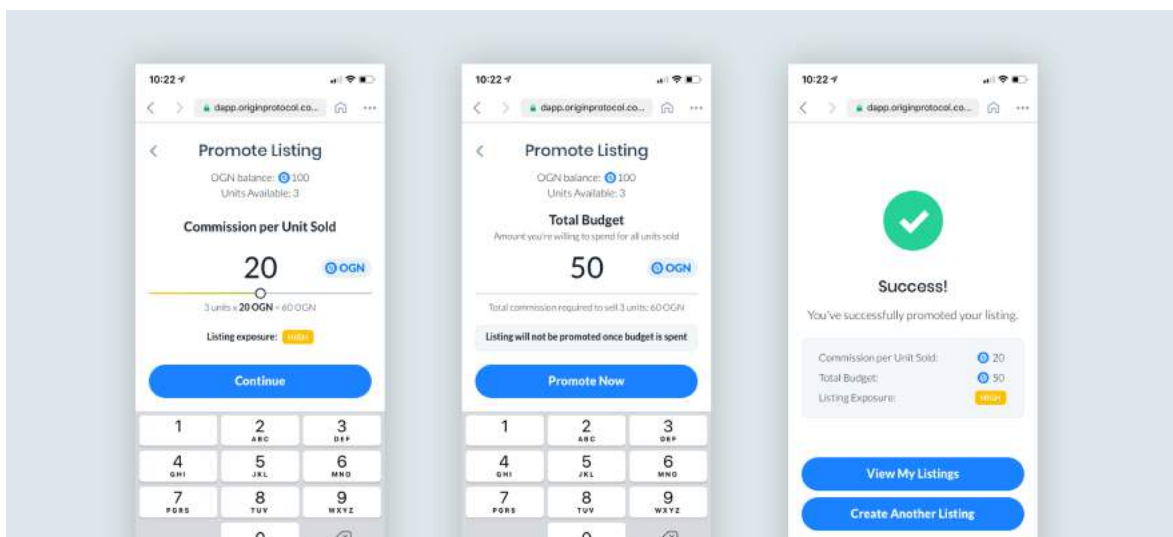 10:22
dapp.originprotocol.co...
Promote Listing
OGN balance: 100
Units Available: 3
Commission per Unit Sold
20
OGN
3 units x 20 OGN = 60 OGN
Listing exposure: HIGH
Continue
1
2
ABC
3
DEF
4
GHI
5
JKL
6
MNO
7
PQRS
8
TUV
9
WXYZ
0
10:22
dapp.originprotocol.co...
Promote Listing
OGN balance: 100
Units Available: 3
Total Budget
Amount you're willing to spend for all units sold
50
OGN
Total commission required to sell 3 units: 60 OGN
Listing will not be promoted once budget is spent
Promote Now
1
2
ABC
3
DEF
4
GHI
5
JKL
6
MNO
7
PQRS
8
TUV
9
WXYZ
0
10:22
dapp.originprotocol.co...
Success!
You've successfully promoted your listing.
Commission per Unit Sold: 20
Total Budget: 50
Listing Exposure: HIGH
View My Listings
Create Another Listing